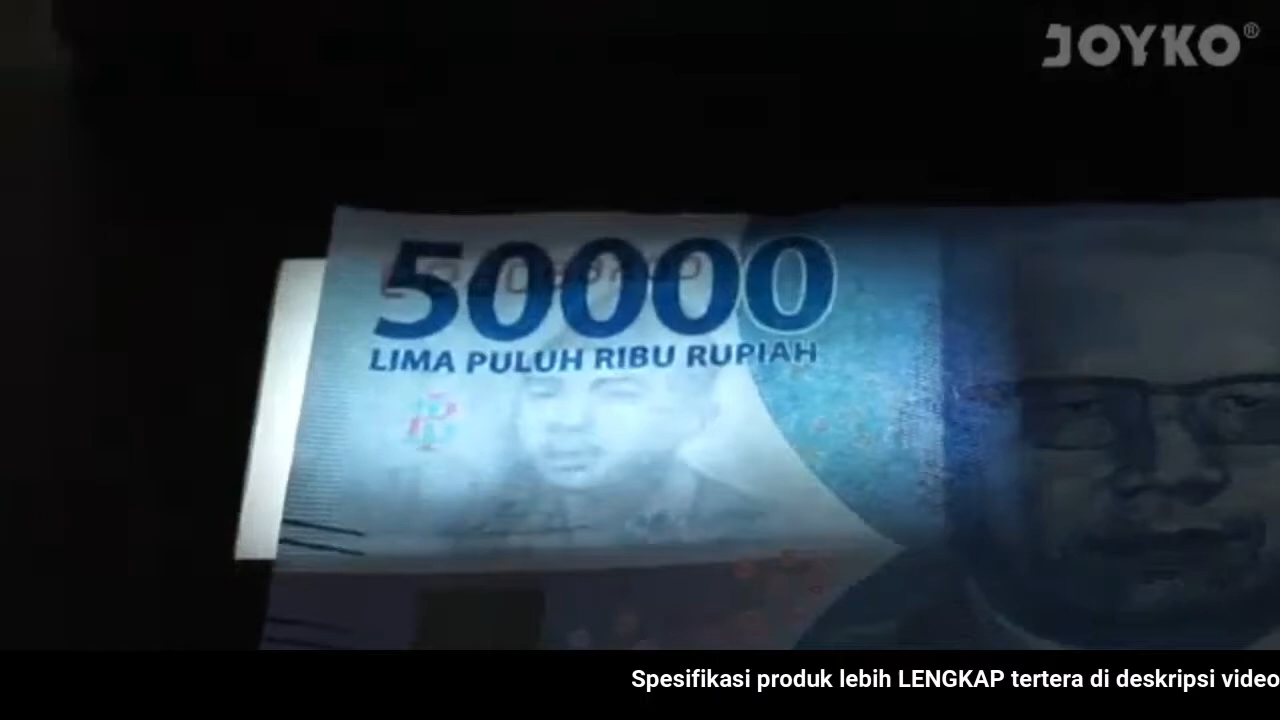 JOYKO®
50000
LIMA PULUH RIBU RUPIAH
Spesifikasi produk lebih LENGKAP tertera di deskripsi video